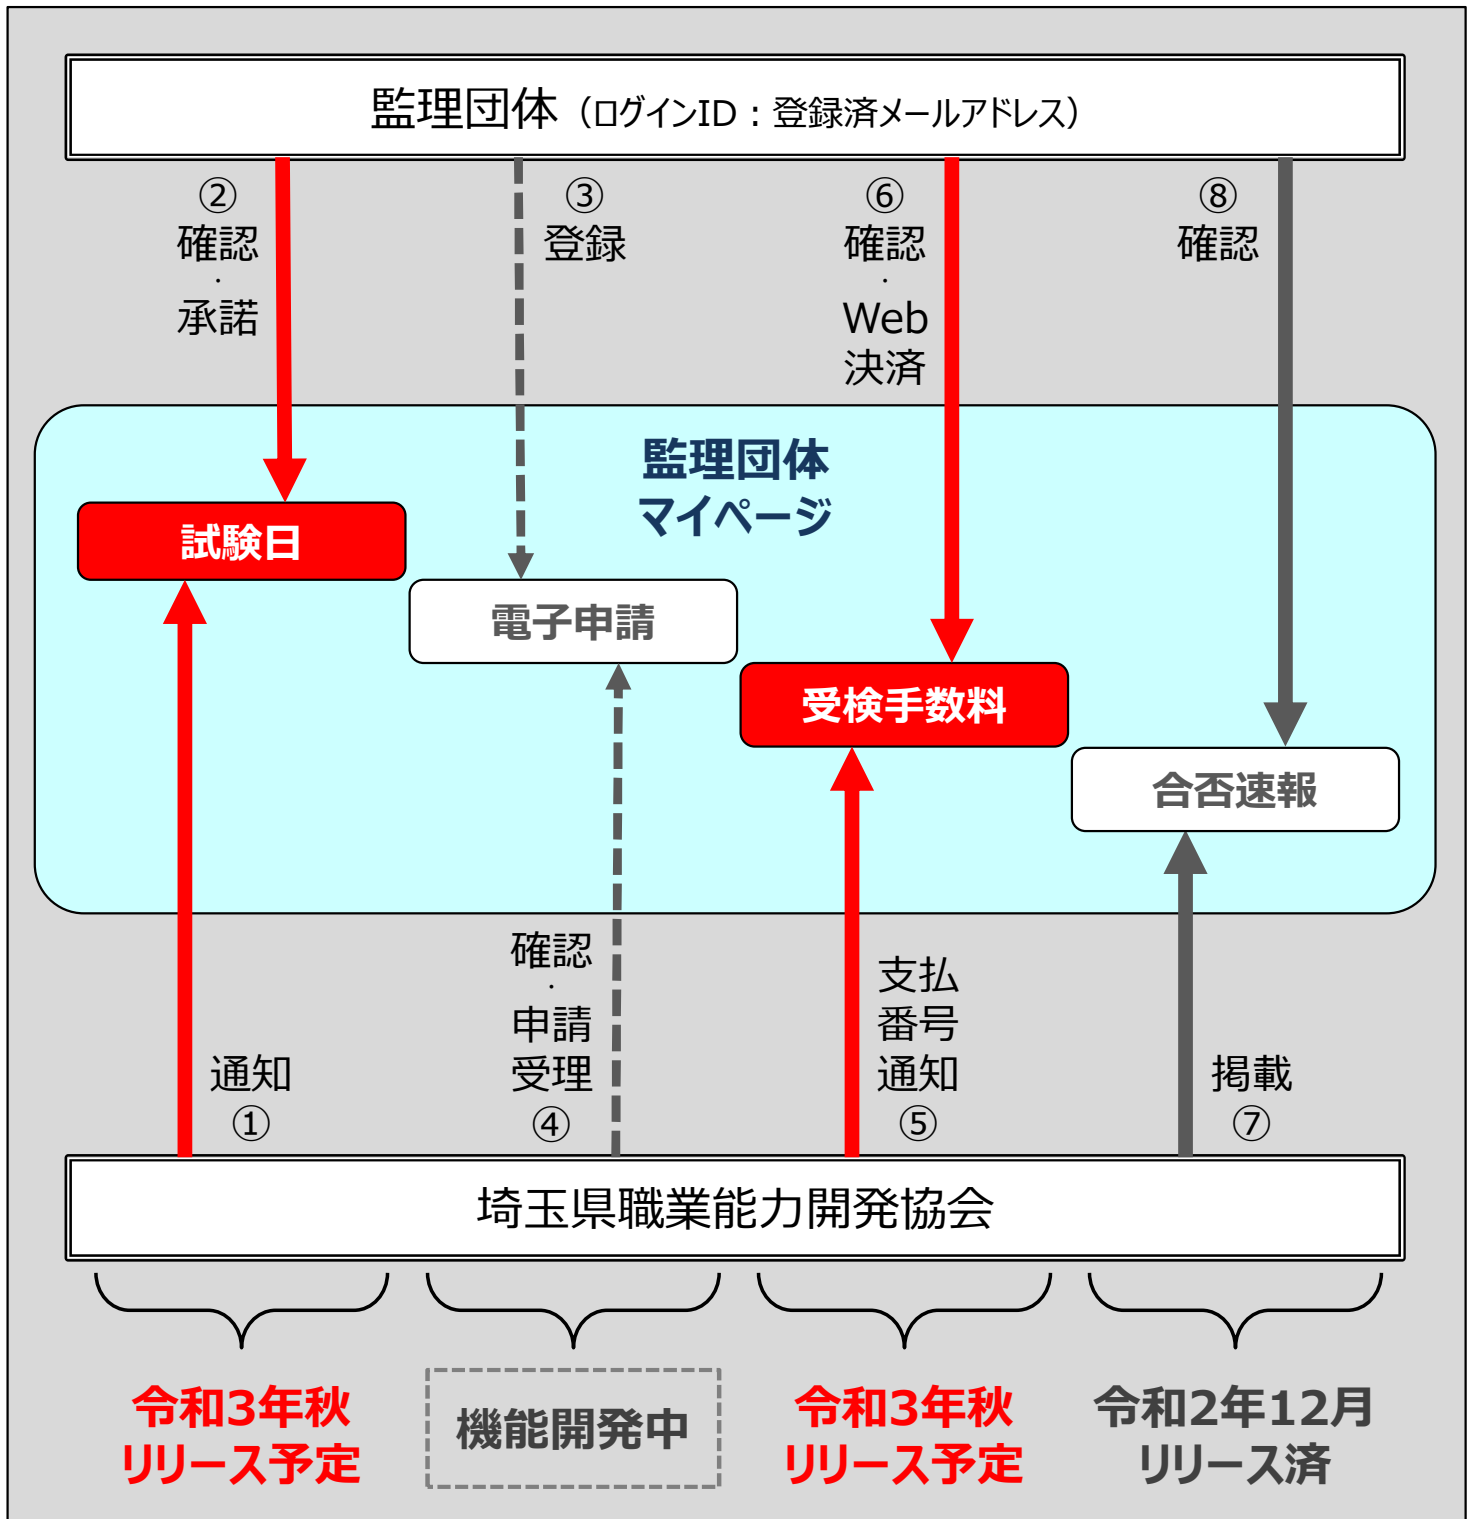 監理団体（ログインID：登録済メールアドレス）
②
確認
・
承諾
③
登録
⑥
確認
・
Web
決済
⑧
確認
監理団体
マイページ
試験日
電子申請
受検手数料
合否速報
通知
①
確認
・
申請
受理
④
支払
番号
通知
⑤
掲載
⑦
埼玉県職業能力開発協会
令和3年秋
リリース予定
機能開発中
令和3年秋
リリース予定
令和2年12月
リリース済